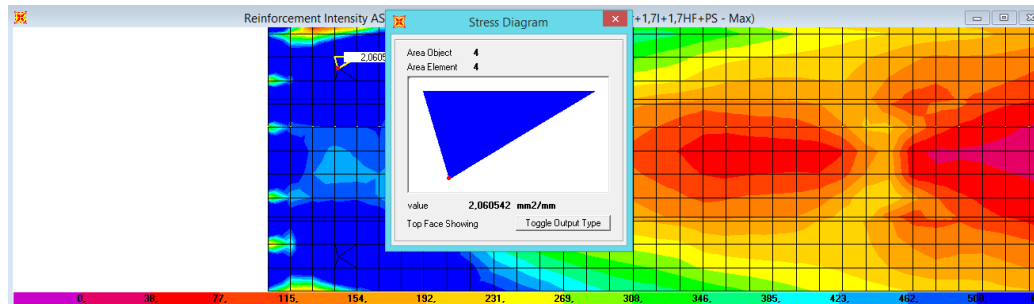 Reinforcement Intensity AS
Stress Diagram
r+1,7I+1,7HF+PS - Max)
Area Object 4
Area Element 4
2,060
value 2,060542 mm2/mm
Top Face Showing Toggle Output Type
0, 38, 77, 115, 154, 192, 231, 269, 308, 346, 385, 423, 462, 500,